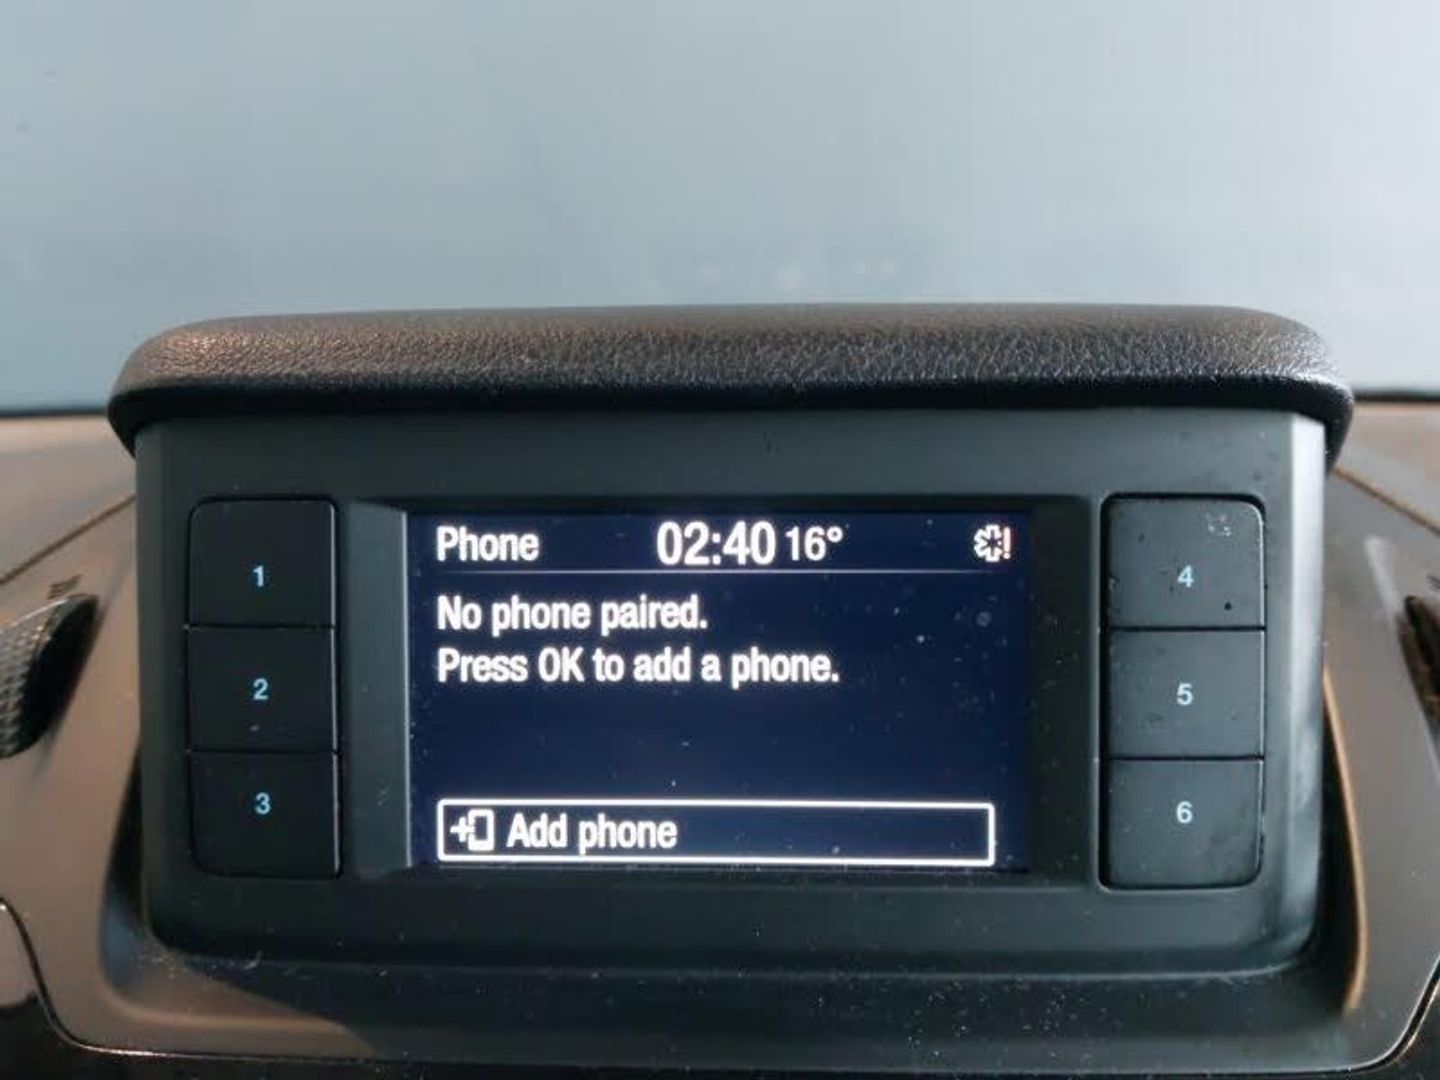 Phone 02:40 16°
No phone paired.
Press OK to add a phone.
Add phone
1
2
3
4
5
6